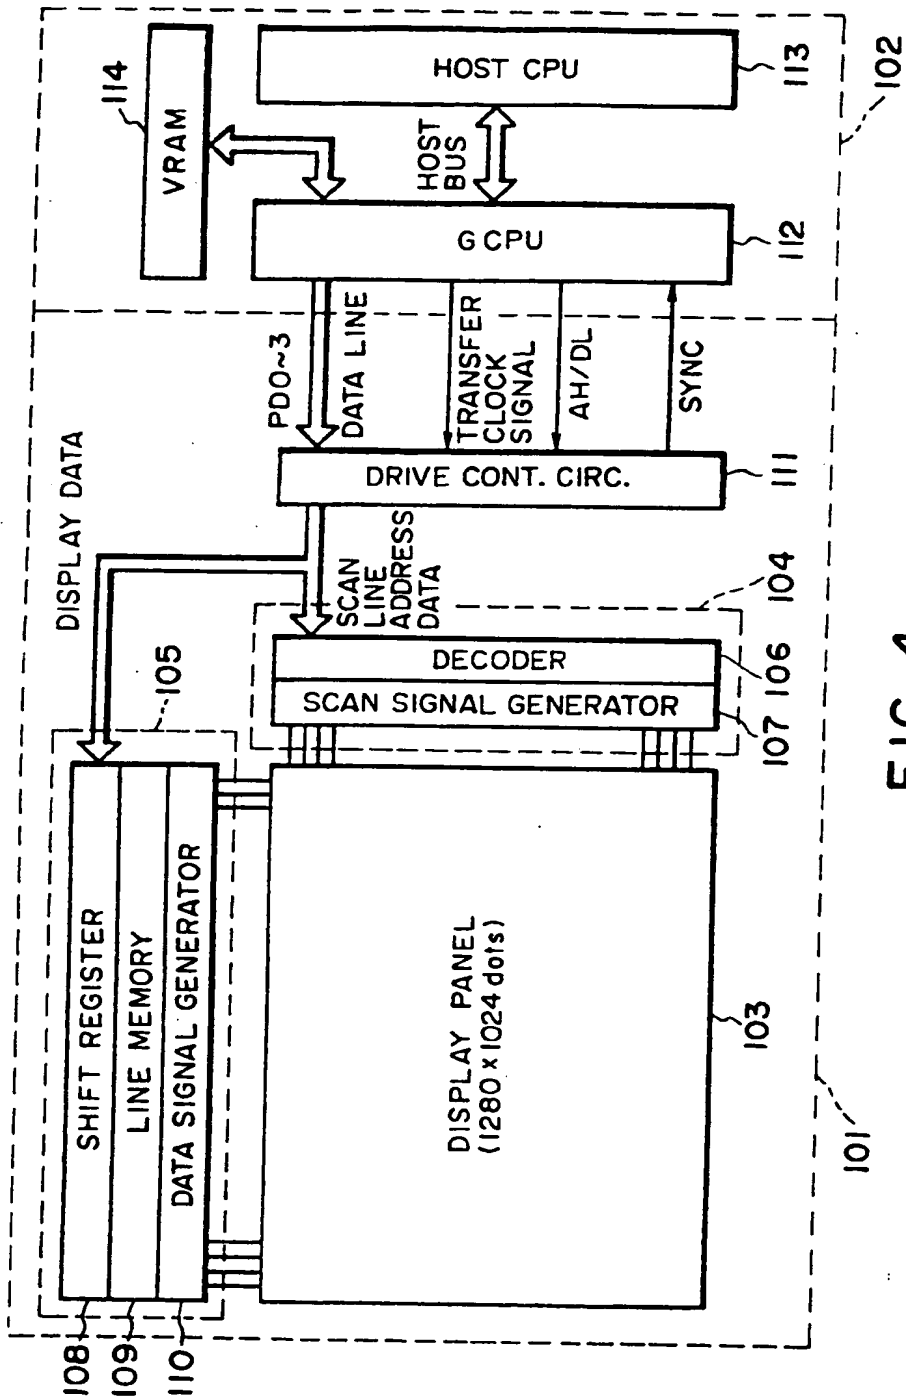 DISPLAY DATA
105
SHIFT REGISTER
LINE MEMORY
DATA SIGNAL GENERATOR
108
109
110
114
VRAM
PD0~3
DATA LINE
TRANSFER
CLOCK
SIGNAL
AH/DL
SYNC
HOST
BUS
HOST CPU
113
G CPU
112
102
DRIVE CONT. CIRC.
111
SCAN
LINE
ADDRESS
DATA
104
DECODER
106
SCAN SIGNAL GENERATOR
107
DISPLAY PANEL
(1280 × 1024 dots)
103
101